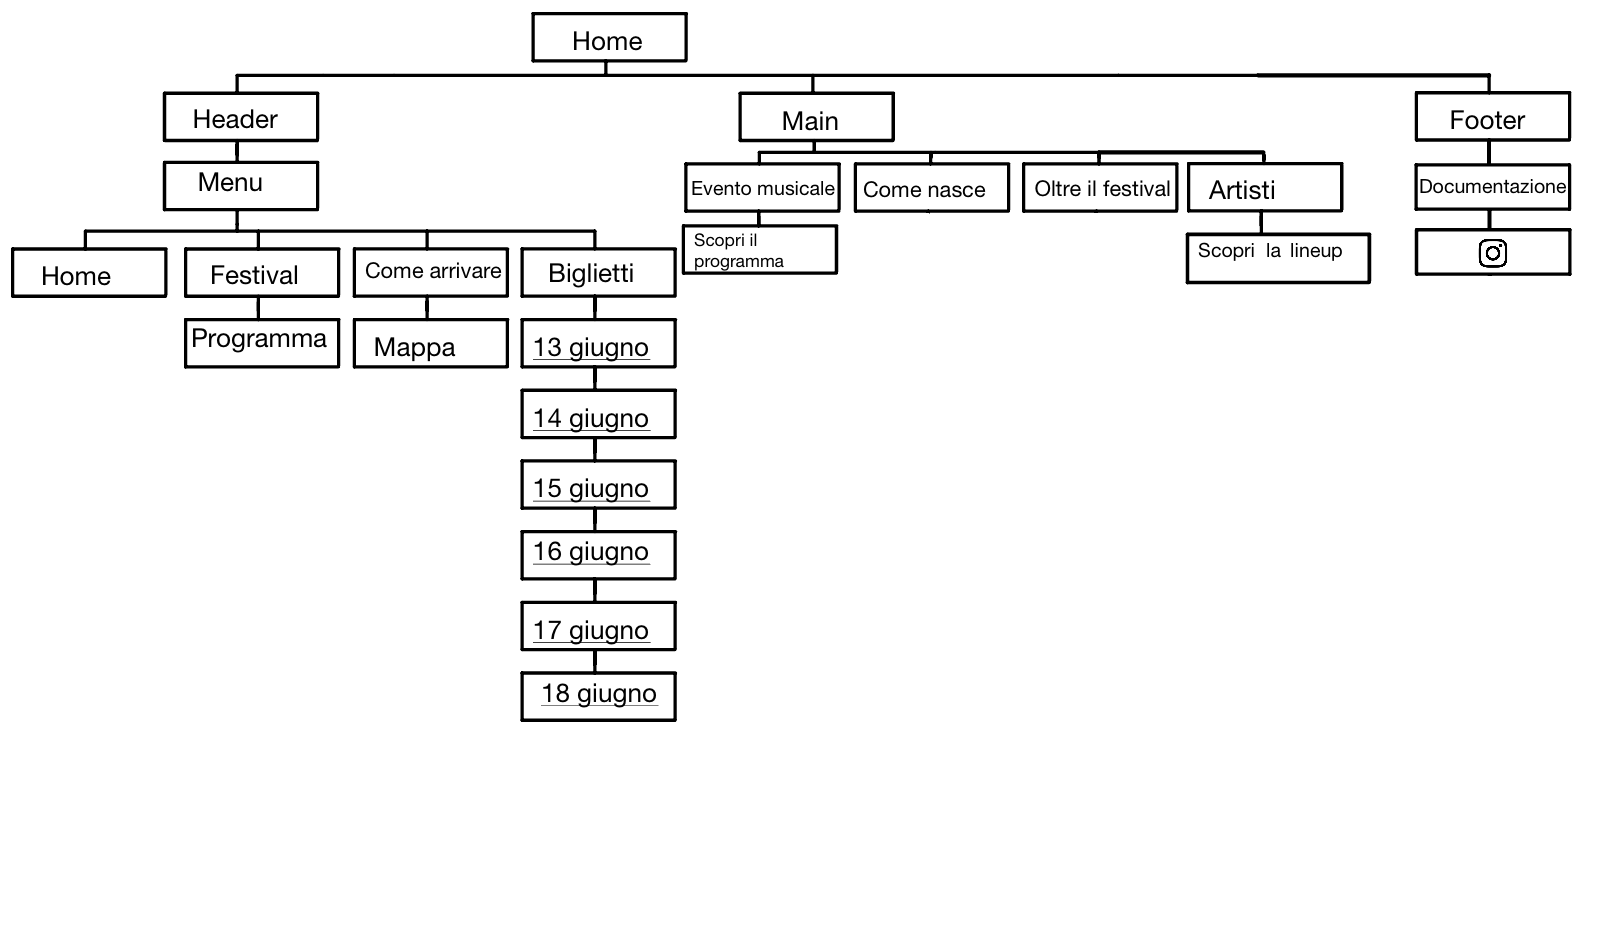 Home
Header
Main
Footer
Menu
Evento musicale
Come nasce
Oltre il festival
Artisti
Documentazione
Scopri il
programma
Scopri la lineup
Home
Festival
Come arrivare
Biglietti
Programma
Mappa
13 giugno
14 giugno
15 giugno
16 giugno
17 giugno
18 giugno